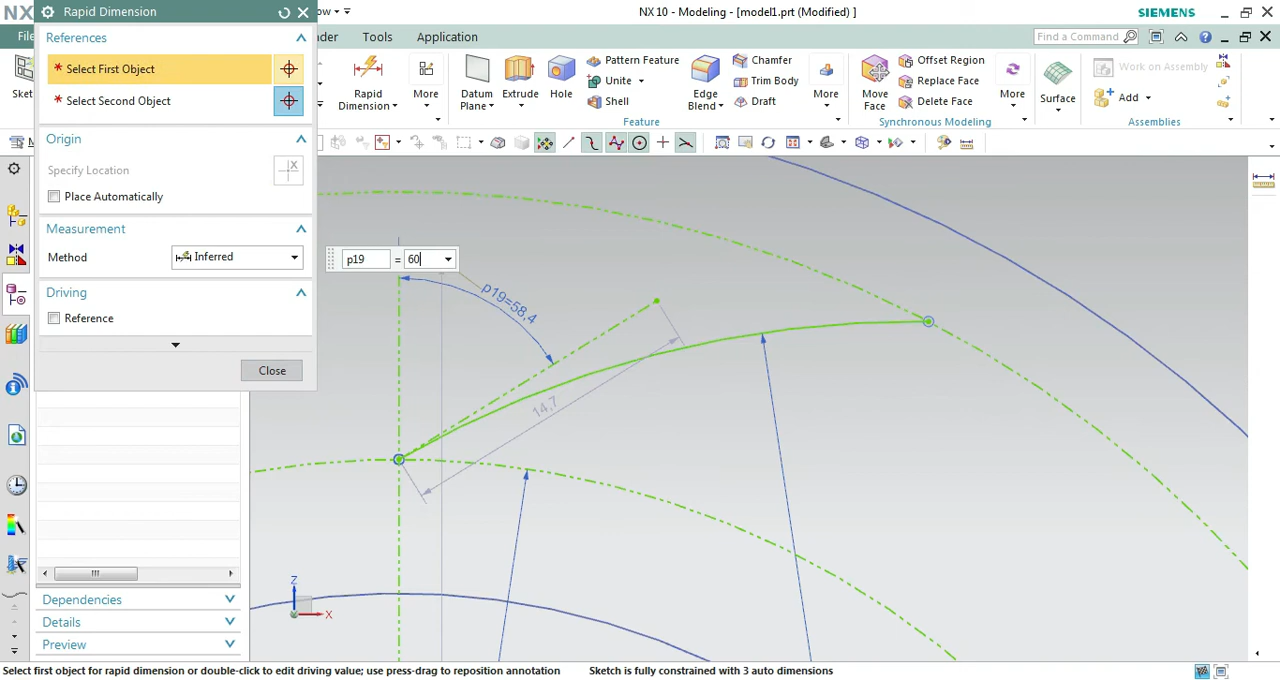 NX
Rapid Dimension
ow
NX 10 - Modeling - [model1.prt (Modified) ]
SIEMENS
File
der
Tools
Application
Find a Command
References
* Select First Object
* Select Second Object
Origin
Specify Location
Place Automatically
Measurement
Method
Inferred
Driving
Reference
Close
Sketch
Rapid
Dimension
More
Datum
Plane
Extrude
Hole
Pattern Feature
Unite
Shell
Edge
Blend
Chamfer
Trim Body
Draft
More
Feature
Move
Face
Offset Region
Replace Face
Delete Face
More
Synchronous Modeling
Surface
Work on Assembly
Add
Assemblies
M
p19 = 60
p19=58,4
14,7
Z
X
Dependencies
Details
Preview
Select first object for rapid dimension or double-click to edit driving value; use press-drag to reposition annotation
Sketch is fully constrained with 3 auto dimensions